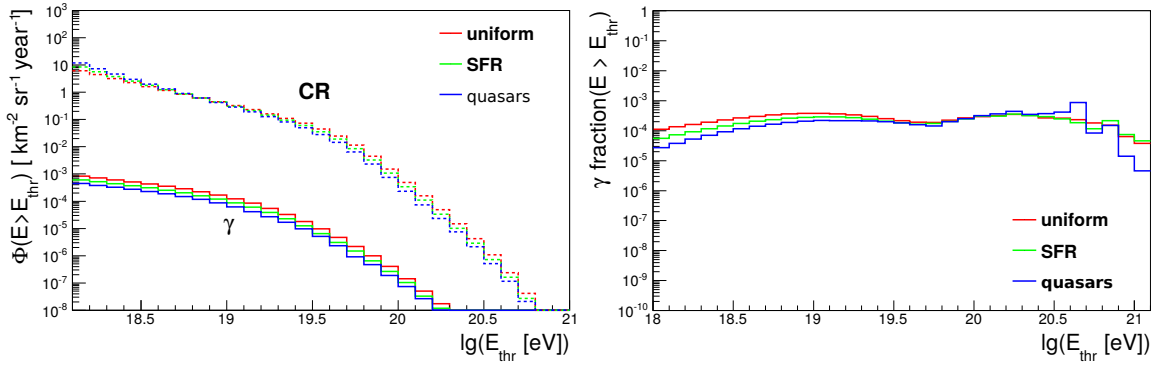 Φ(E>E_thr) [ km⁻² sr⁻¹ year⁻¹ ]
10³
10²
10
1
10⁻¹
10⁻²
10⁻³
10⁻⁴
10⁻⁵
10⁻⁶
10⁻⁷
10⁻⁸
uniform
SFR
quasars
CR
γ
18.5 19 19.5 20 20.5 21
lg(E_thr [eV])
γ fraction(E > E_thr)
1
10⁻¹
10⁻²
10⁻³
10⁻⁴
10⁻⁵
10⁻⁶
10⁻⁷
10⁻⁸
10⁻⁹
10⁻¹⁰
uniform
SFR
quasars
18 18.5 19 19.5 20 20.5 21
lg(E_thr [eV])